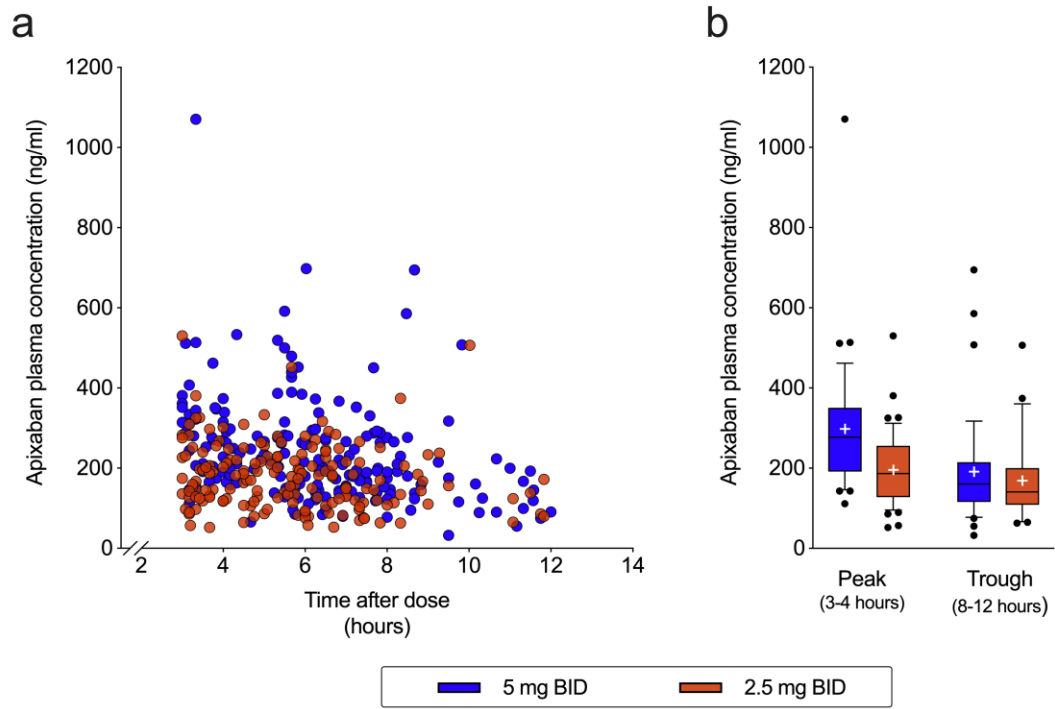 a
b
Apixaban plasma concentration (ng/ml)
1200
1000
800
600
400
200
0
2
4
6
8
10
12
14
Time after dose
(hours)
Apixaban plasma concentration (ng/ml)
1200
1000
800
600
400
200
0
Peak
(3-4 hours)
Trough
(8-12 hours)
5 mg BID
2.5 mg BID